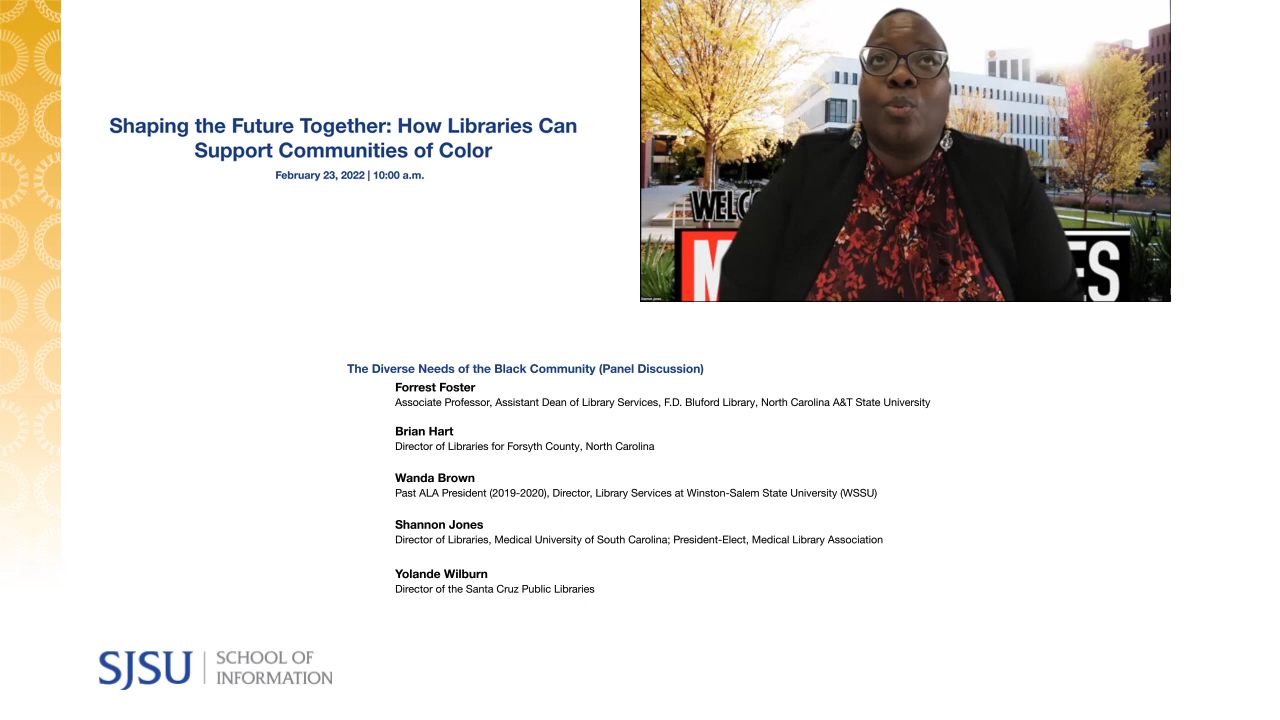 Shaping the Future Together: How Libraries Can
Support Communities of Color
February 23, 2022 | 10:00 a.m.
WELC
M
ES
Shannon Jones
The Diverse Needs of the Black Community (Panel Discussion)
Forrest Foster
Associate Professor, Assistant Dean of Library Services, F.D. Bluford Library, North Carolina A&T State University
Brian Hart
Director of Libraries for Forsyth County, North Carolina
Wanda Brown
Past ALA President (2019-2020), Director, Library Services at Winston-Salem State University (WSSU)
Shannon Jones
Director of Libraries, Medical University of South Carolina; President-Elect, Medical Library Association
Yolande Wilburn
Director of the Santa Cruz Public Libraries
SJSU
SCHOOL OF
INFORMATION